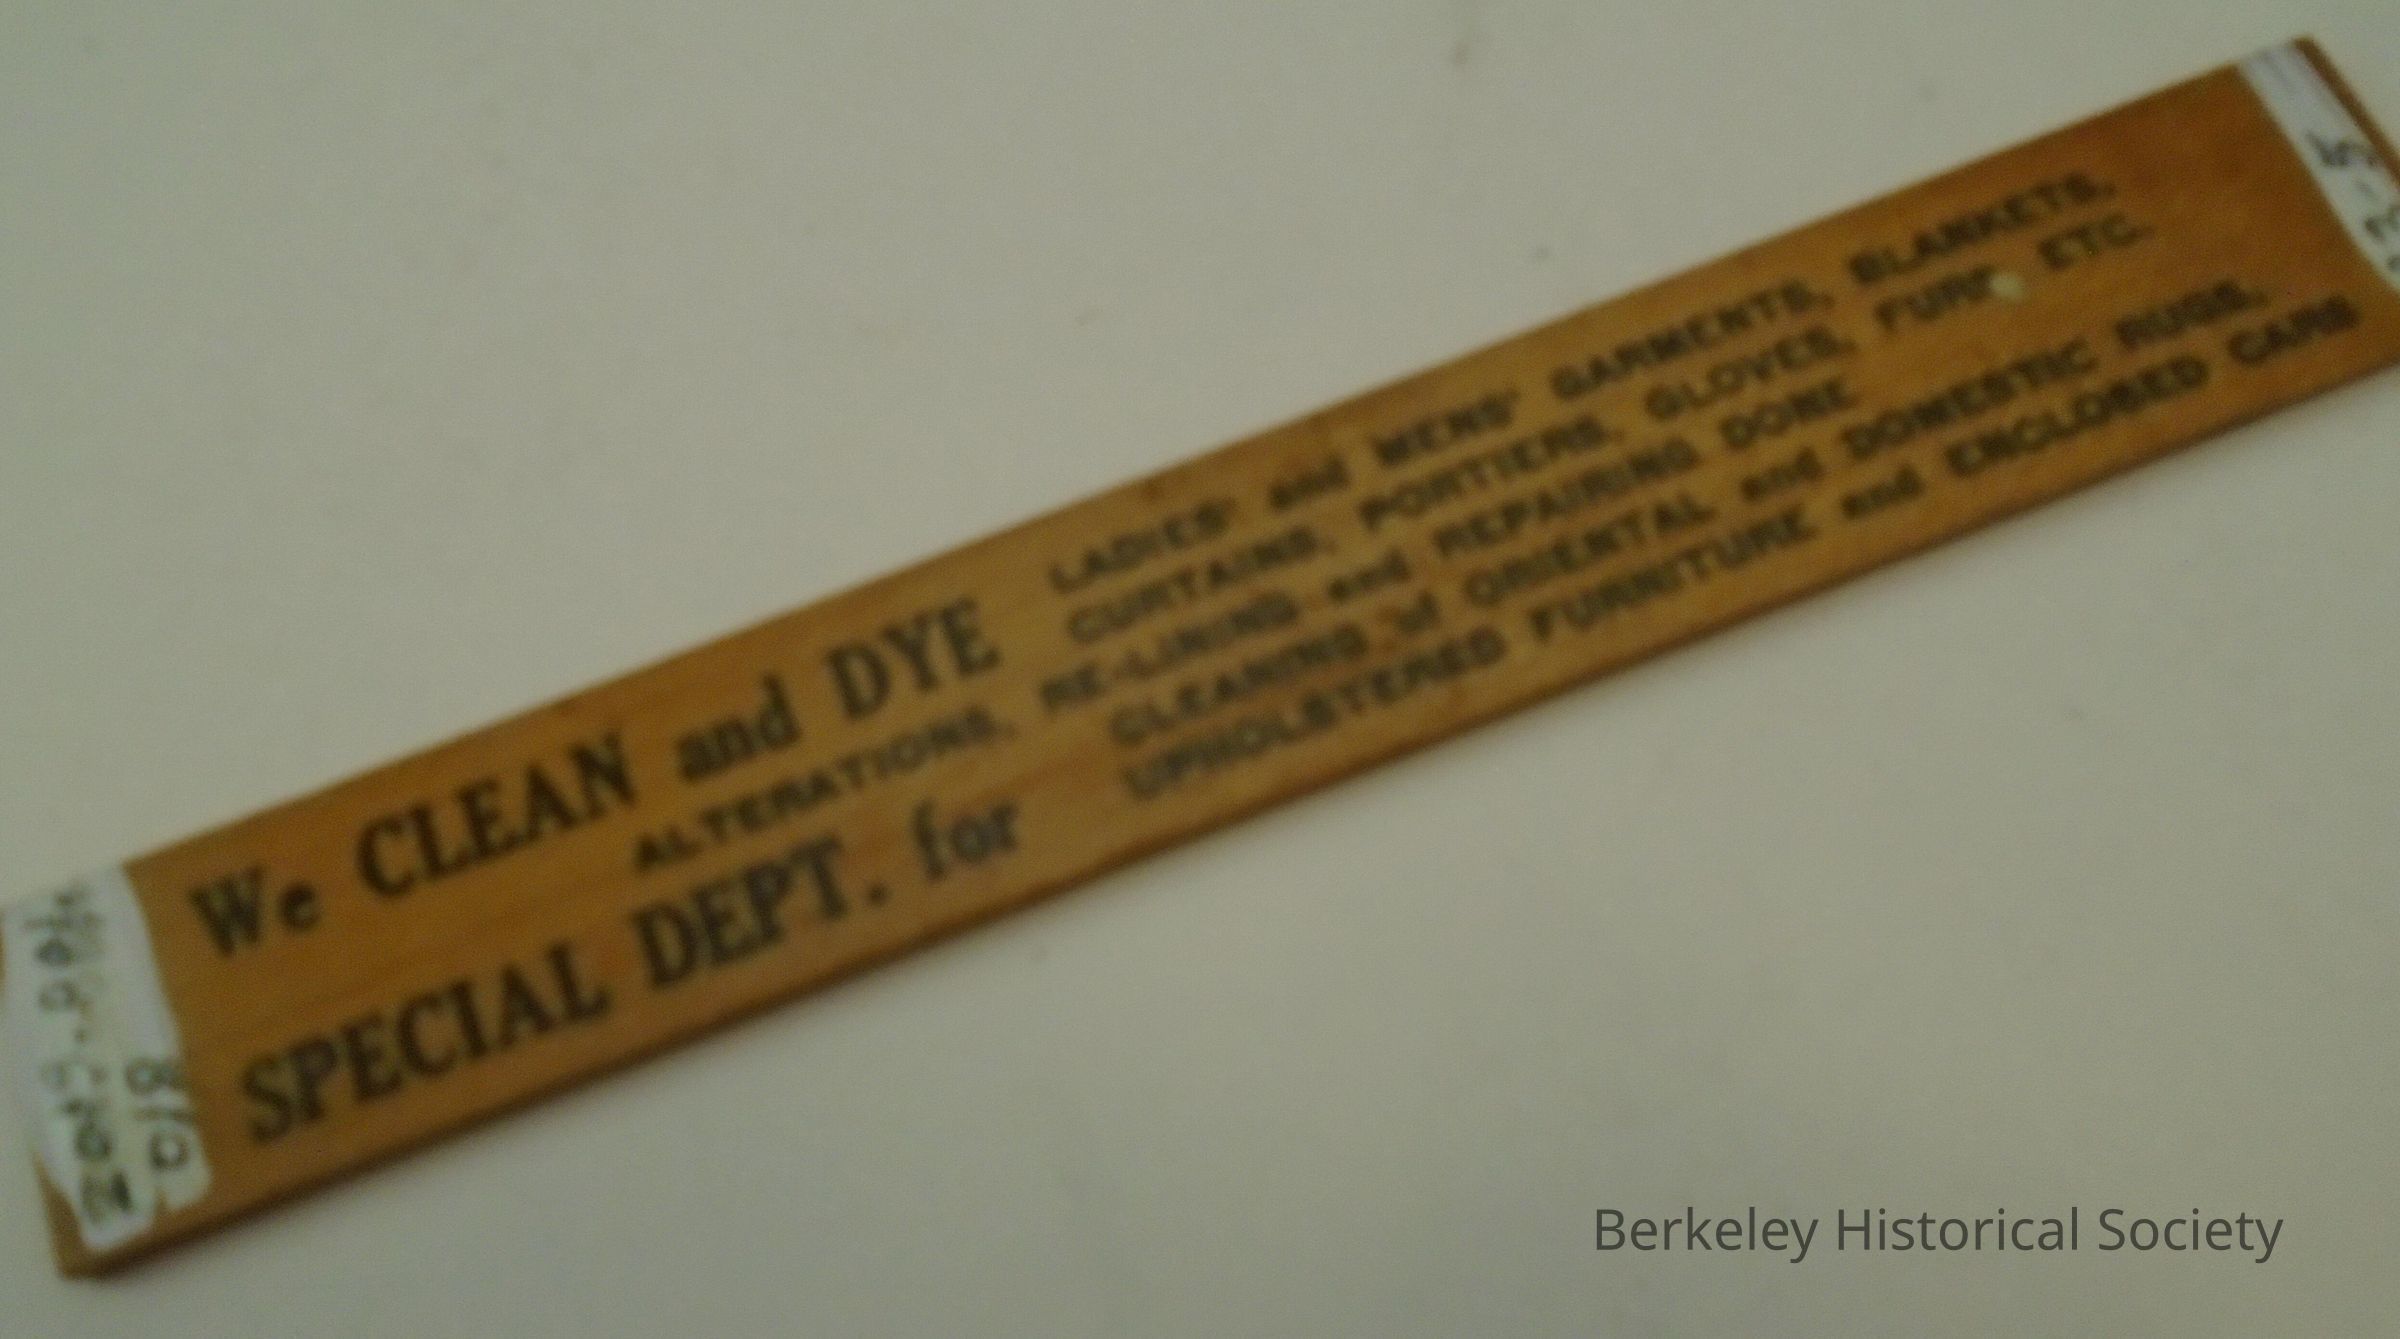 We CLEAN and DYE
LADIES' and MENS' GARMENTS, BLANKETS,
CURTAINS, PORTIERS, GLOVES, FURS ETC.
ALTERATIONS, RE-LINING and REPAIRING DONE
SPECIAL DEPT. for
CLEANING of ORIENTAL and DOMESTIC RUGS,
UPHOLSTERED FURNITURE and ENCLOSED CARS
Berkeley Historical Society